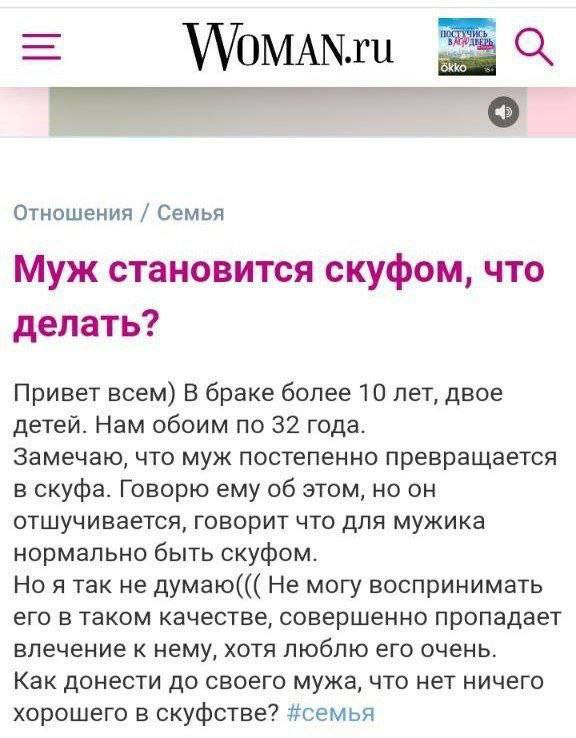 WOMAN.ru
ПОСТУЧИСЬ
В МОЮ ДВЕРЬ
ökko
Отношения / Семья
Муж становится скуфом, что
делать?
Привет всем) В браке более 10 лет, двое
детей. Нам обоим по 32 года.
Замечаю, что муж постепенно превращается
в скуфа. Говорю ему об этом, но он
отшучивается, говорит что для мужика
нормально быть скуфом.
Но я так не думаю((( Не могу воспринимать
его в таком качестве, совершенно пропадает
влечение к нему, хотя люблю его очень.
Как донести до своего мужа, что нет ничего
хорошего в скуфстве? #семья